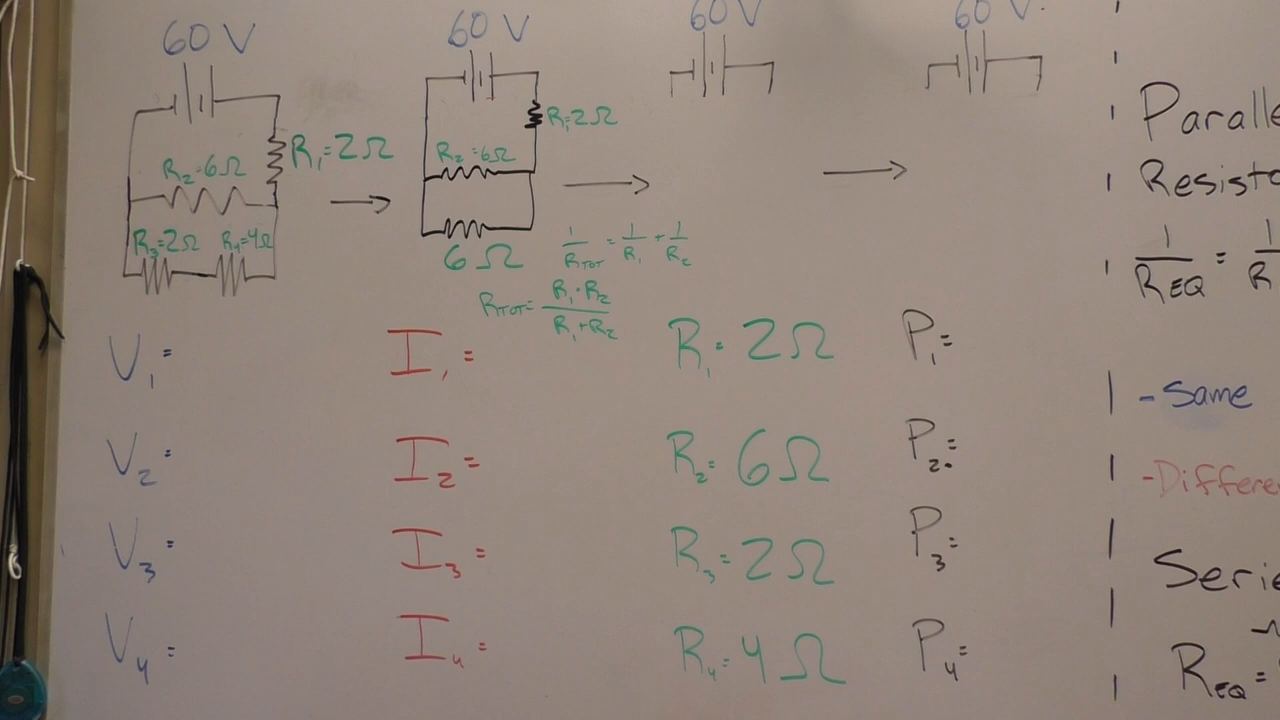 60 V 60 V 60 V 60 V
R₁=2Ω
R₂=6Ω
R₃=2Ω R₄=4Ω
R₁=2Ω
R₂=6Ω
6Ω
1/R_TOT = 1/R₁ + 1/R₂
R_TOT = R₁·R₂/R₁+R₂
V₁= I₁= R₁=2Ω P₁=
V₂= I₂= R₂=6Ω P₂=
V₃= I₃= R₃=2Ω P₃=
V₄= I₄= R₄=4Ω P₄=
Paralle
Resisto
1/R_EQ = 1/R
-Same
-Differe
Serie
R_EQ=